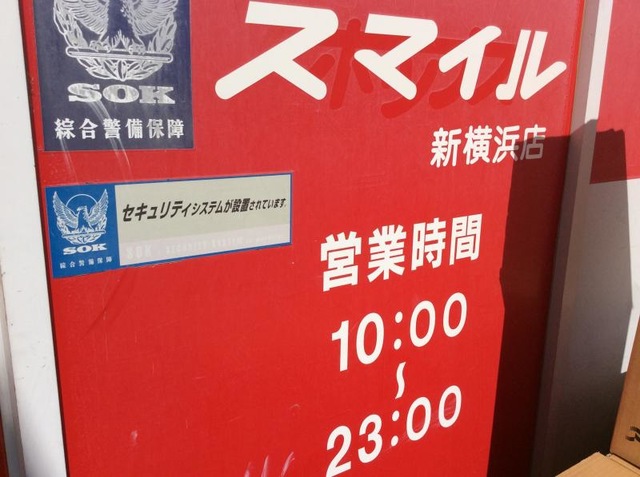 SOK
綜合警備保障
スマイル
新横浜店
セキュリティシステムが設置されています
SOK
綜合警備保障
営業時間
10:00
～
23:00